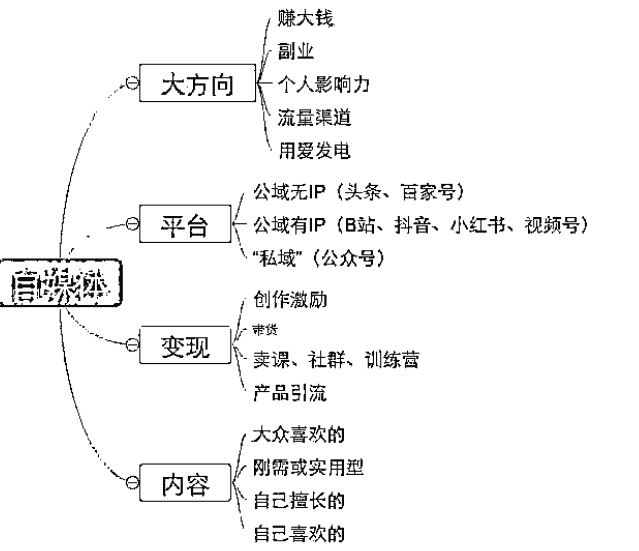 自媒体
大方向
赚大钱
副业
个人影响力
流量渠道
用爱发电
平台
公域无IP（头条、百家号）
公域有IP（B站、抖音、小红书、视频号）
“私域”（公众号）
变现
创作激励
带货
卖课、社群、训练营
产品引流
内容
大众喜欢的
刚需或实用型
自己擅长的
自己喜欢的